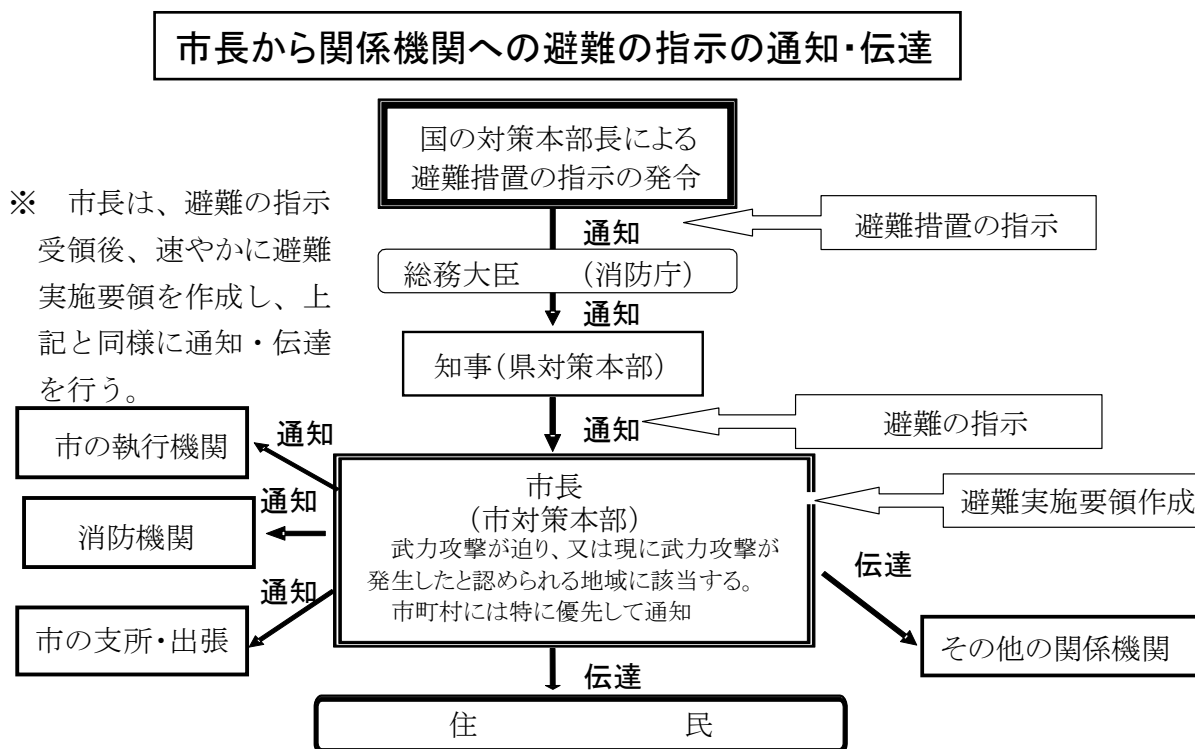 市長から関係機関への避難の指示の通知・伝達
国の対策本部長による
避難措置の指示の発令
※　市長は、避難の指示
受領後、速やかに避難
実施要領を作成し、上
記と同様に通知・伝達
を行う。
通知
避難措置の指示
総務大臣　　（消防庁）
通知
知事（県対策本部）
通知
避難の指示
市の執行機関
通知
消防機関
通知
市の支所・出張
通知
市長
（市対策本部）
武力攻撃が迫り、又は現に武力攻撃が
発生したと認められる地域に該当する。
市町村には特に優先して通知
避難実施要領作成
伝達
その他の関係機関
伝達
住　　　　　　　　民